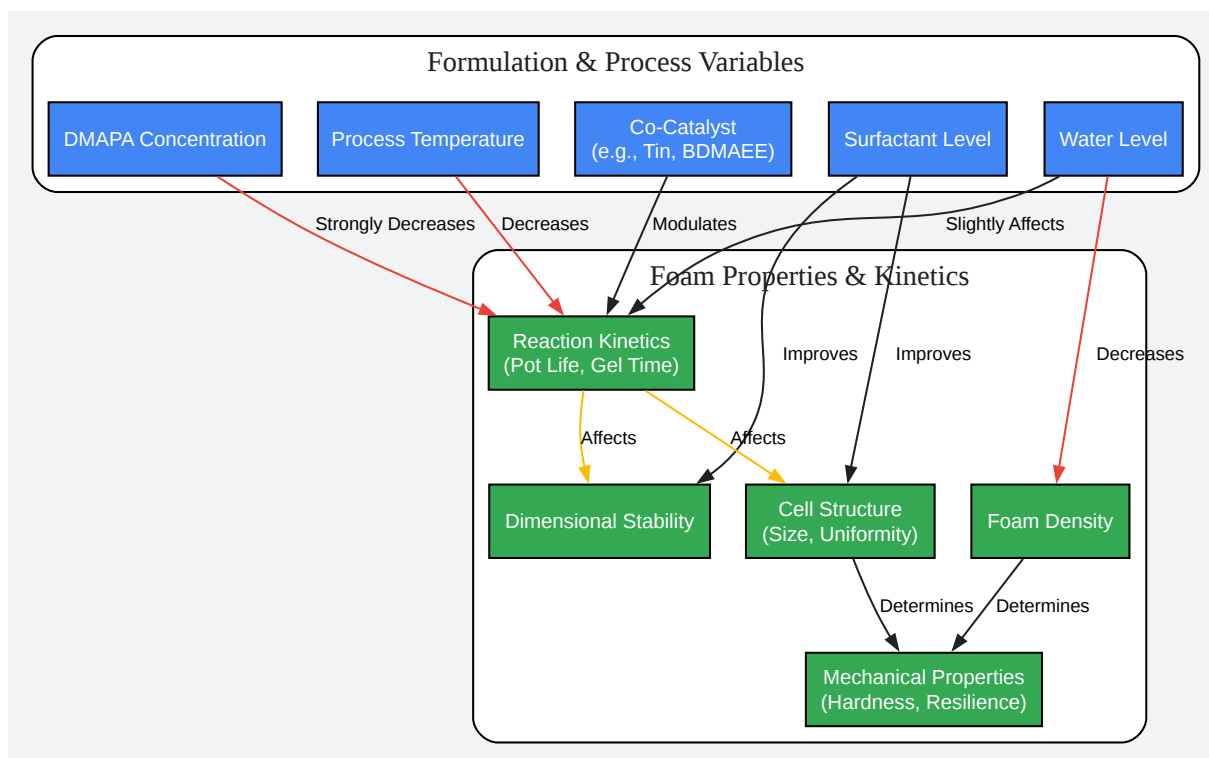 Formulation & Process Variables
DMAPA Concentration
Process Temperature
Co-Catalyst
(e.g., Tin, BDMAEE)
Surfactant Level
Water Level
Strongly Decreases
Decreases
Modulates
Slightly Affects
Foam Properties & Kinetics
Reaction Kinetics
(Pot Life, Gel Time)
Improves
Improves
Decreases
Affects
Affects
Dimensional Stability
Cell Structure
(Size, Uniformity)
Foam Density
Determines
Determines
Mechanical Properties
(Hardness, Resilience)